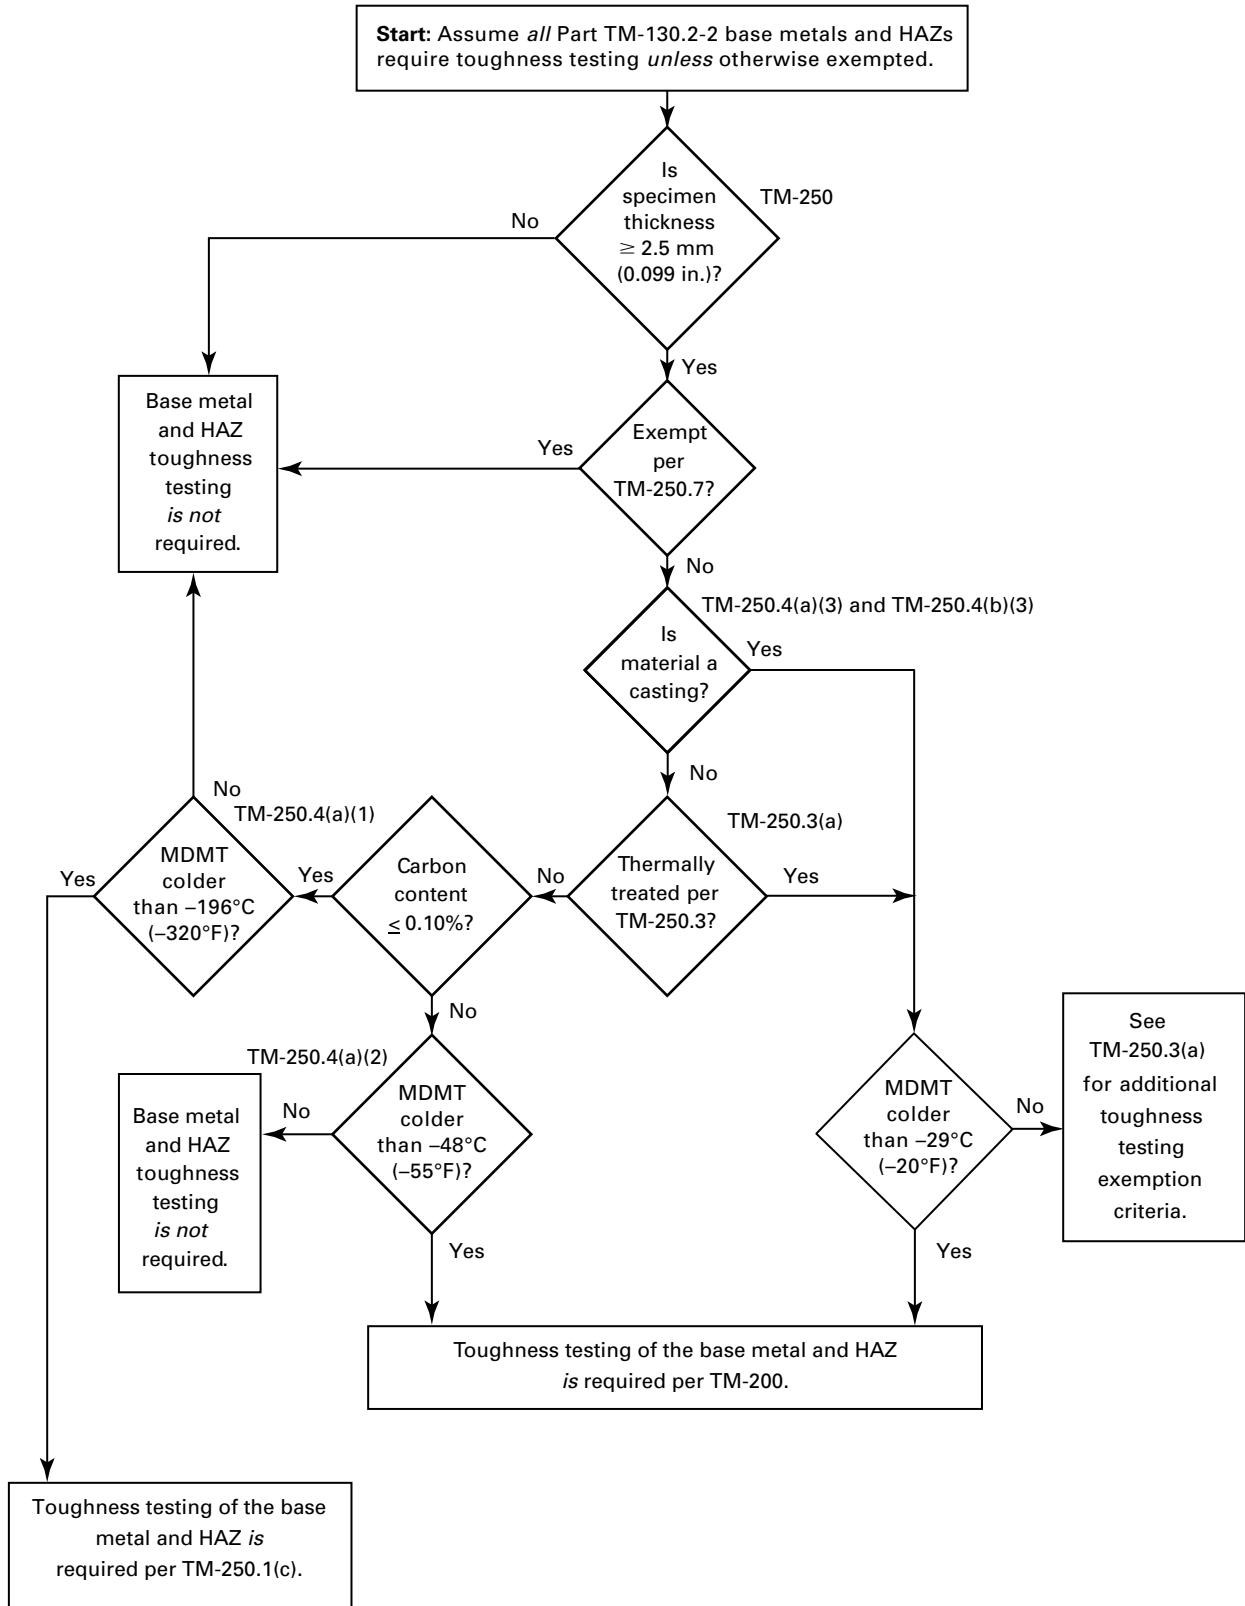 Start: Assume all Part TM-130.2-2 base metals and HAZs
require toughness testing unless otherwise exempted.
Is
specimen
thickness
≥ 2.5 mm
(0.099 in.)?
TM-250
No
Yes
Exempt
per
TM-250.7?
Yes
Base metal
and HAZ
toughness
testing
is not
required.
No
TM-250.4(a)(3) and TM-250.4(b)(3)
Is
material a
casting?
Yes
No
TM-250.3(a)
Thermally
treated per
TM-250.3?
Yes
No
Carbon
content
≤ 0.10%?
Yes
No
TM-250.4(a)(1)
MDMT
colder
than –196°C
(–320°F)?
Yes
No
TM-250.4(a)(2)
MDMT
colder
than –48°C
(–55°F)?
No
Base metal
and HAZ
toughness
testing
is not
required.
Yes
MDMT
colder
than –29°C
(–20°F)?
No
See
TM-250.3(a)
for additional
toughness
testing
exemption
criteria.
Yes
Toughness testing of the base metal and HAZ
is required per TM-200.
Toughness testing of the base
metal and HAZ is
required per TM-250.1(c).